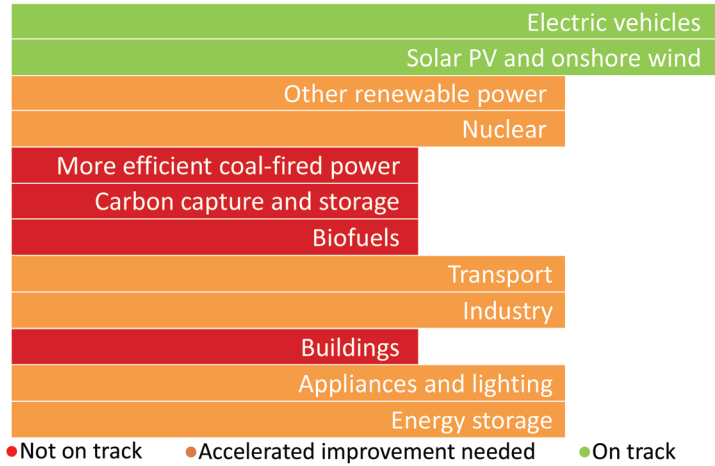 Electric vehicles
Solar PV and onshore wind
Other renewable power
Nuclear
More efficient coal-fired power
Carbon capture and storage
Biofuels
Transport
Industry
Buildings
Appliances and lighting
Energy storage
Not on track Accelerated improvement needed On track